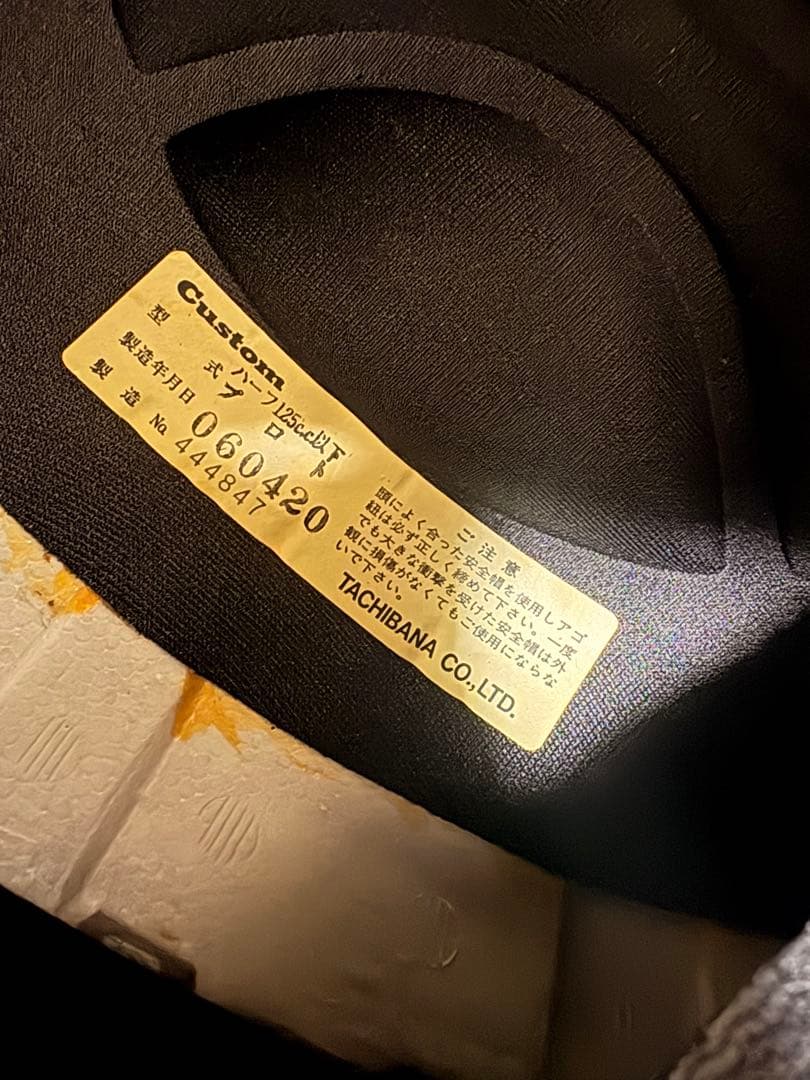 Custom
ハーフ125c.c以下
型 式 プ ロ ト
製造年月日 060420
製 造 No 444847
ご 注 意
頭によく合った安全帽を使用しアゴ
紐は必ず正しく締めて下さい。一度
でも大きな衝撃を受けた安全帽は外
観に損傷がなくてもご使用にならな
いで下さい。
TACHIBANA CO.,LTD.